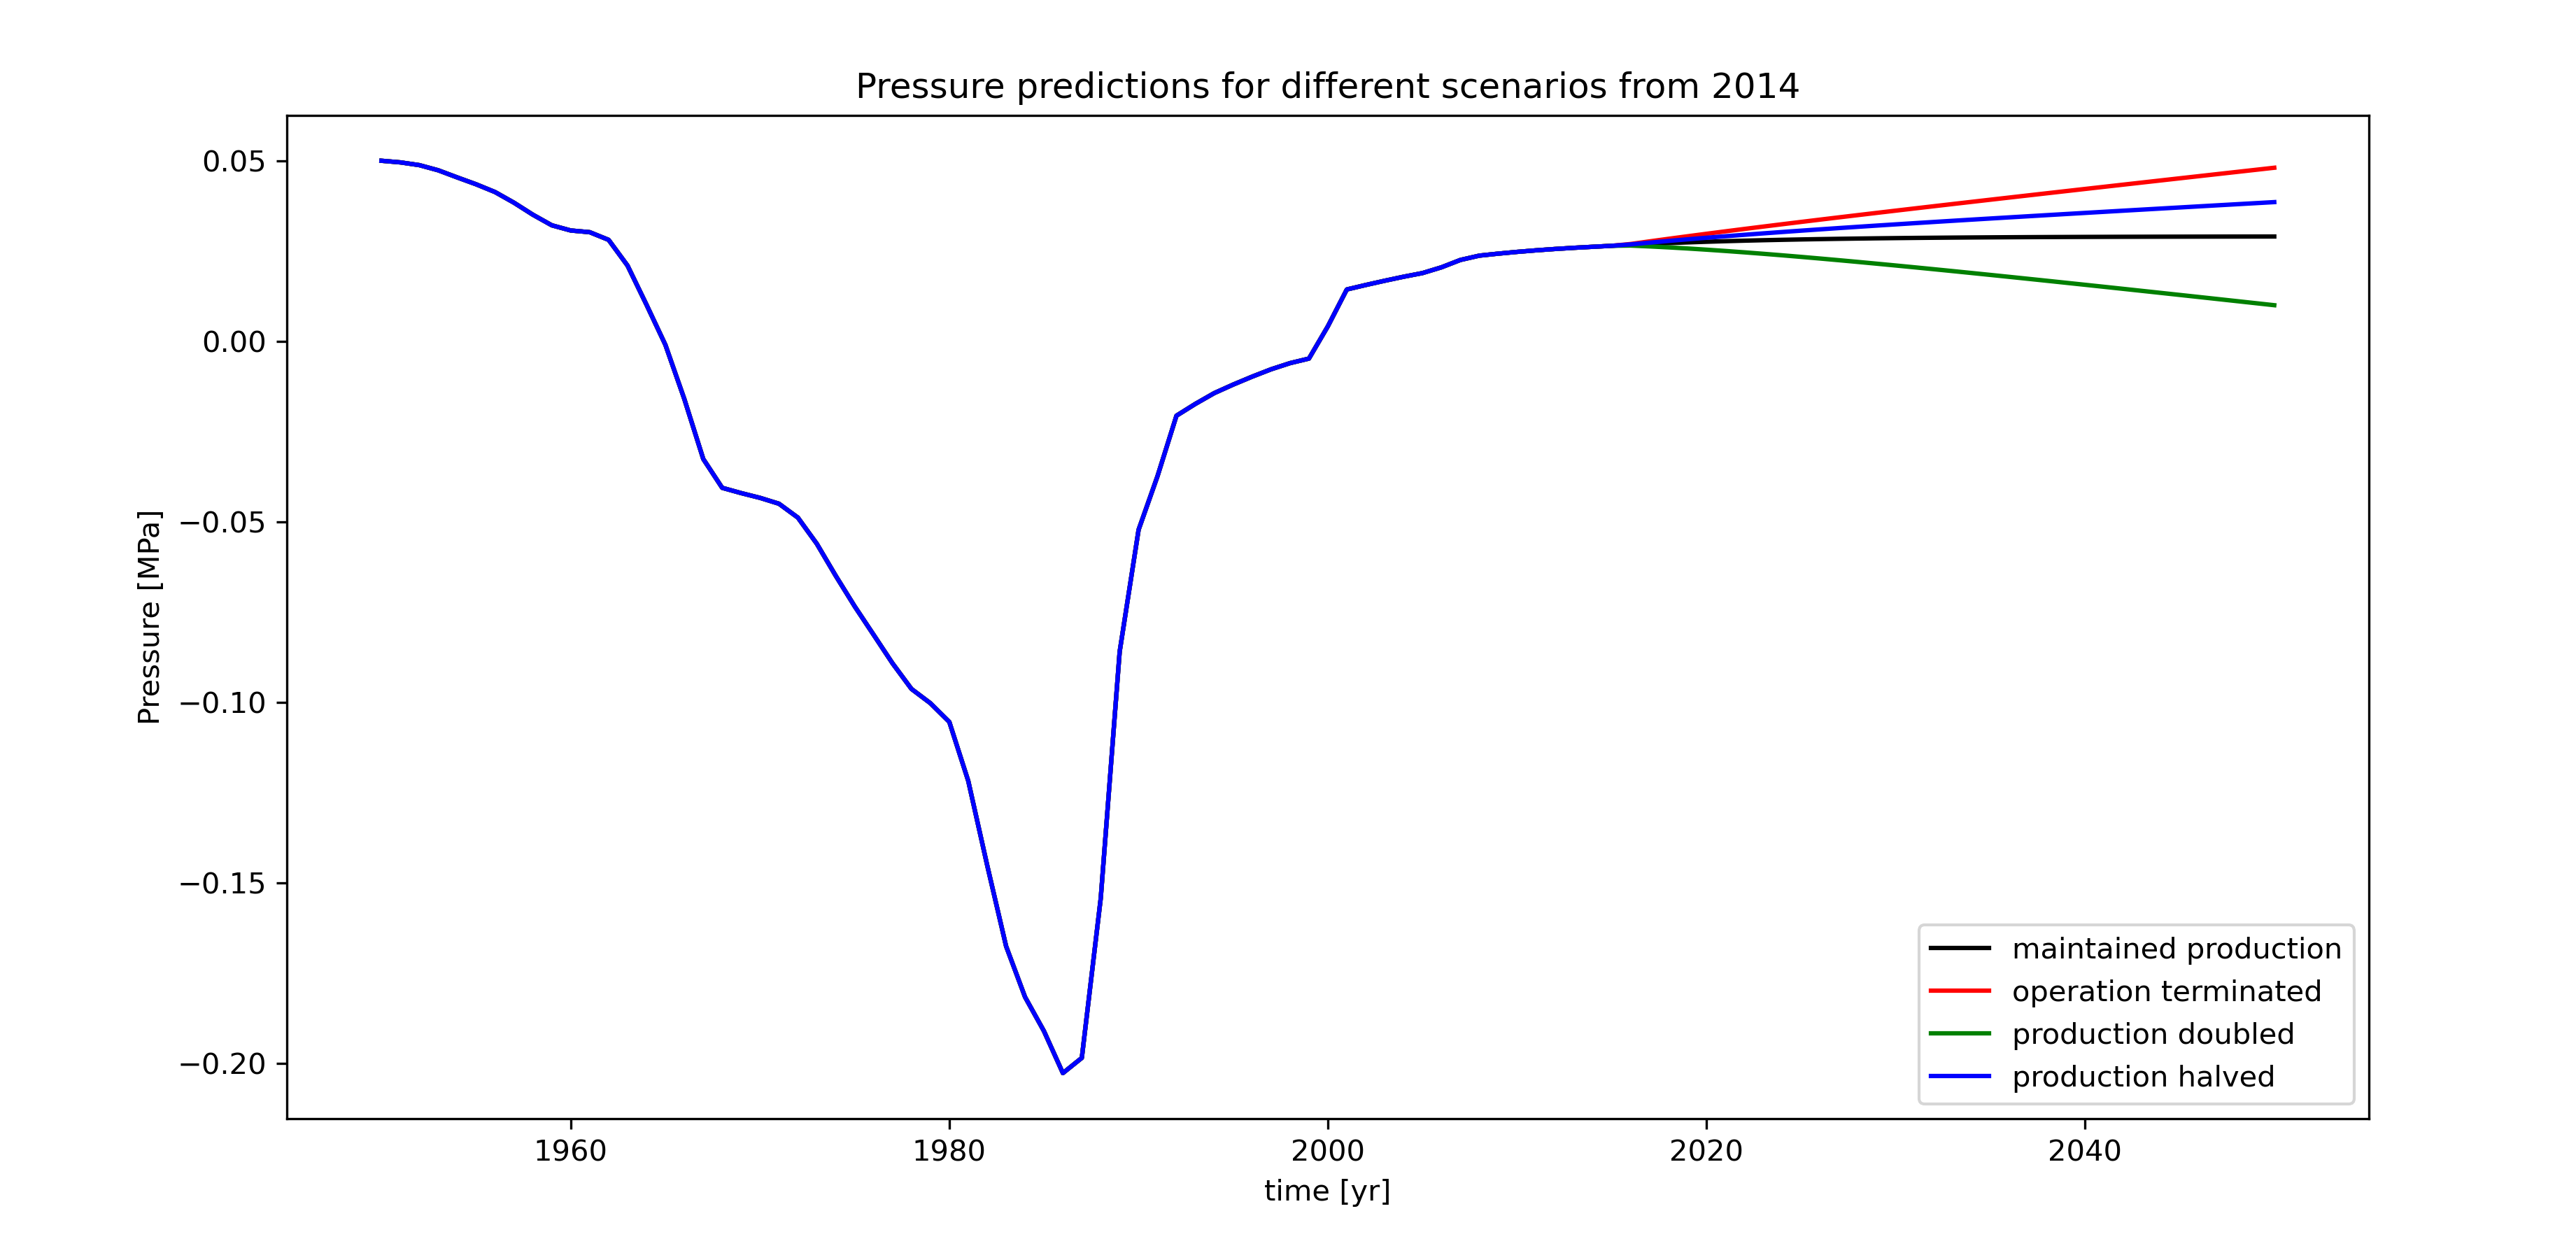 Pressure predictions for different scenarios from 2014
Pressure [MPa]
0.05
0.00
−0.05
−0.10
−0.15
−0.20
1960
1980
2000
2020
2040
time [yr]
maintained production
operation terminated
production doubled
production halved